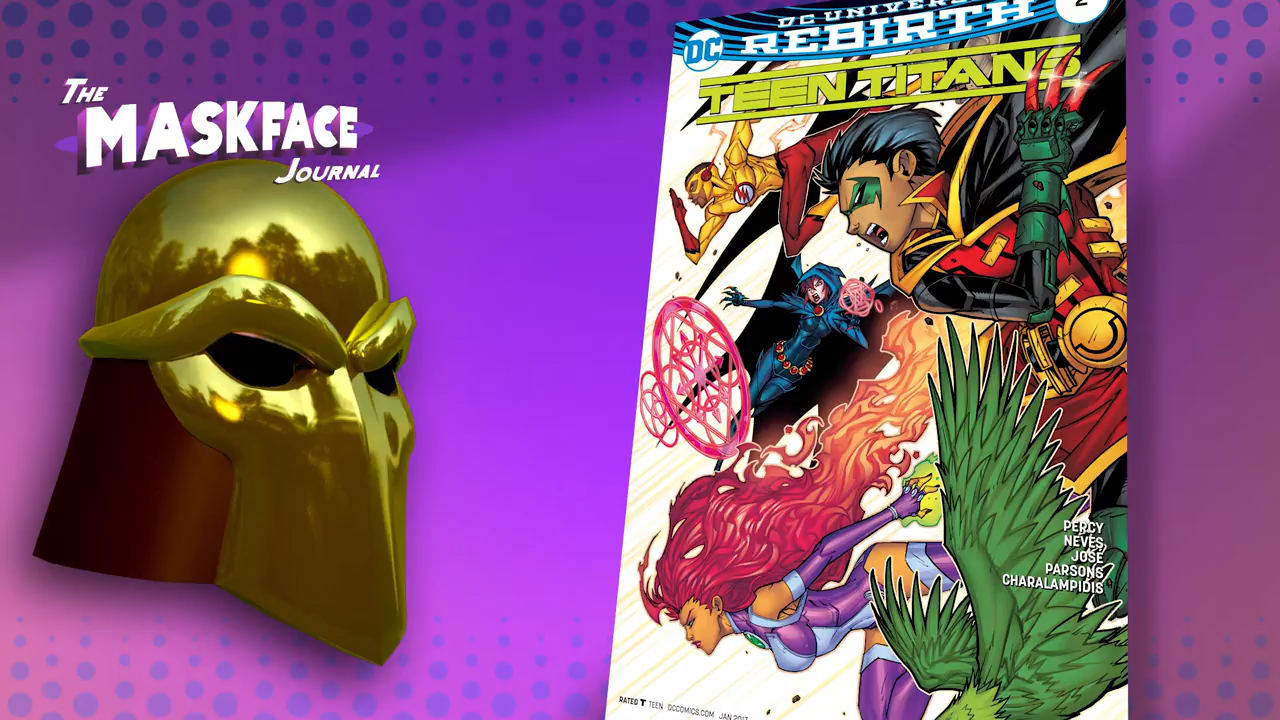 THE
MASKFACE
JOURNAL
DC UNIVERSE
REBIRTH
DC
2
TEEN TITANS
PERCY
NEVES
JOSÉ
PARSONS
CHARALAMPIDIS
RATED T TEEN DCCOMICS.COM JAN 2017